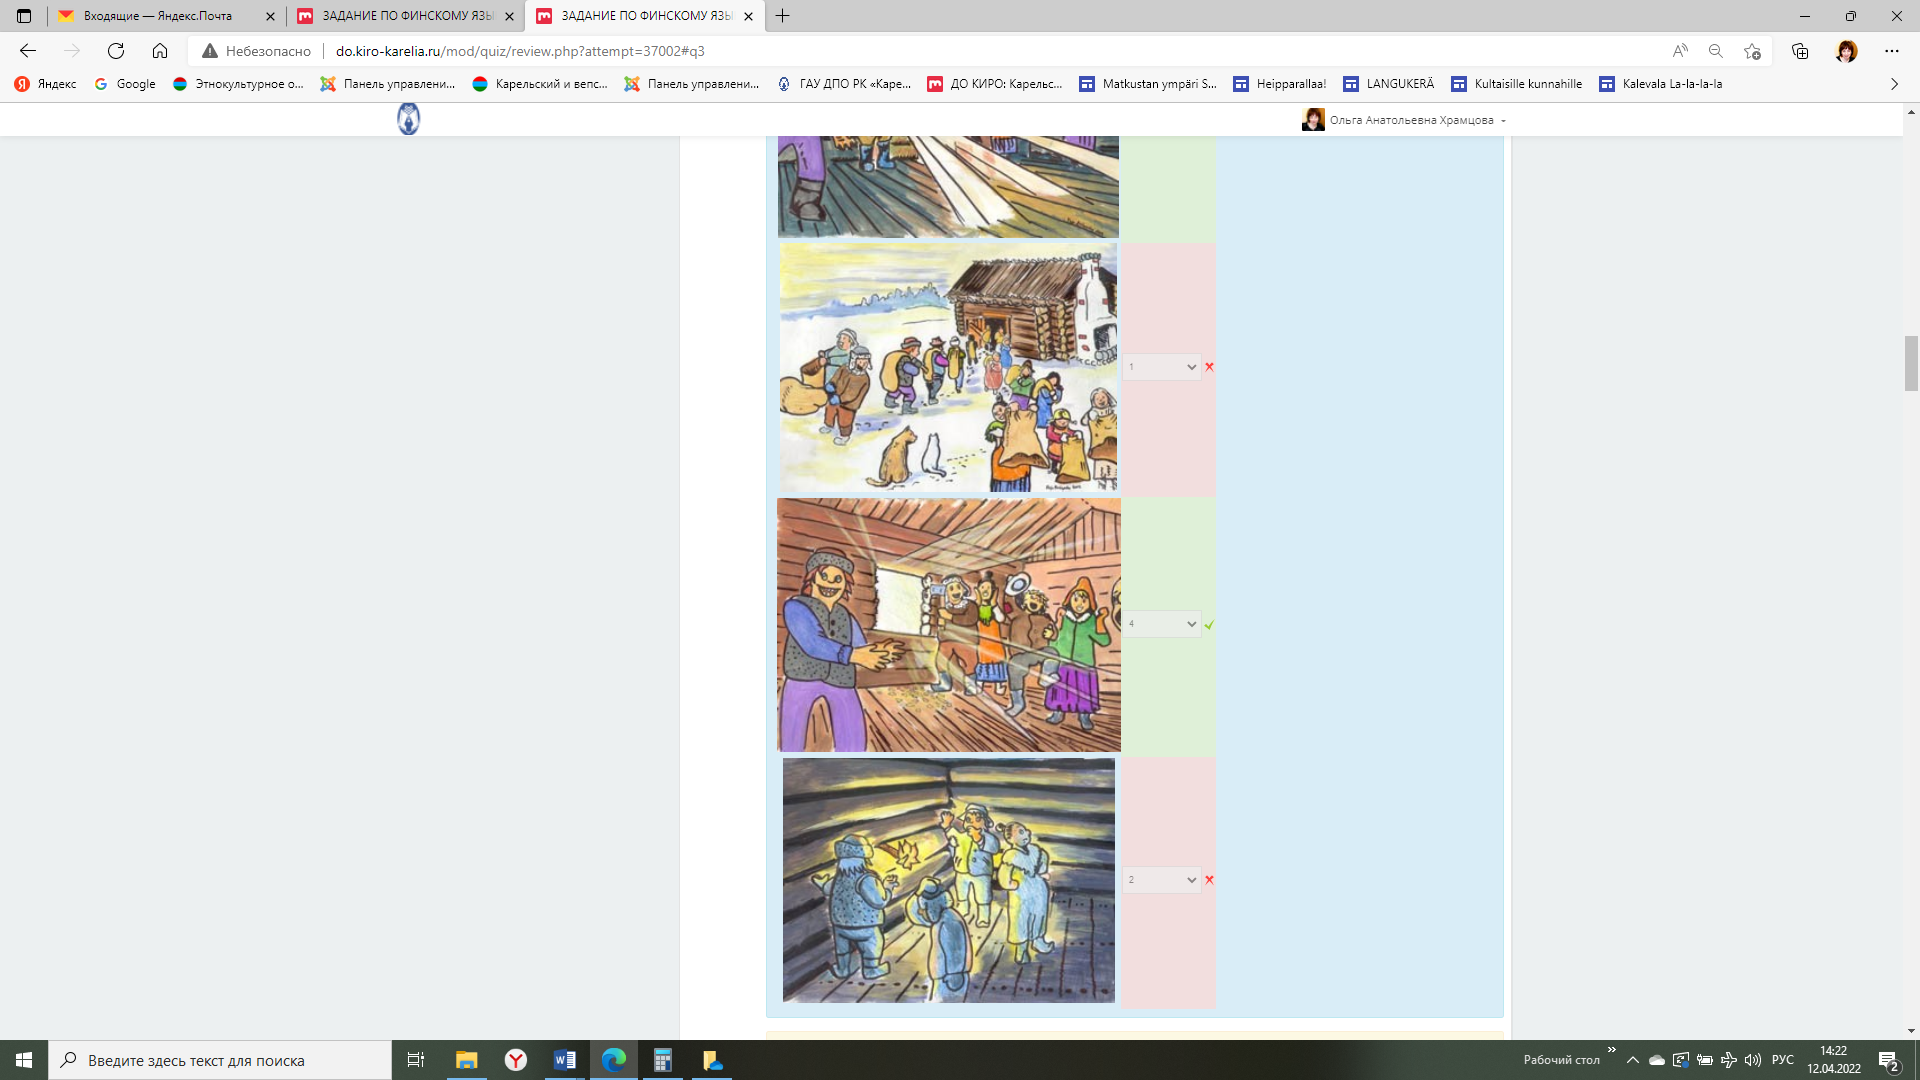 Входящие — Яндекс.Почта
ЗАДАНИЕ ПО ФИНСКОМУ ЯЗЫ
ЗАДАНИЕ ПО ФИНСКОМУ ЯЗЫ
Небезопасно
do.kiro-karelia.ru/mod/quiz/review.php?attempt=37002#q3
Яндекс
Google
Этнокультурное о...
Панель управлени...
Карельский и вепс...
Панель управлени...
ГАУ ДПО РК «Каре...
ДО КИРО: Карельс...
Matkustan ympäri S...
Heipparallaa!
LANGUKERÄ
Kultaisille kunnahille
Kalevala La-la-la-la
Ольга Анатольевна Храмцова
1
4
2
Введите здесь текст для поиска
Рабочий стол
РУС
14:22
12.04.2022
2